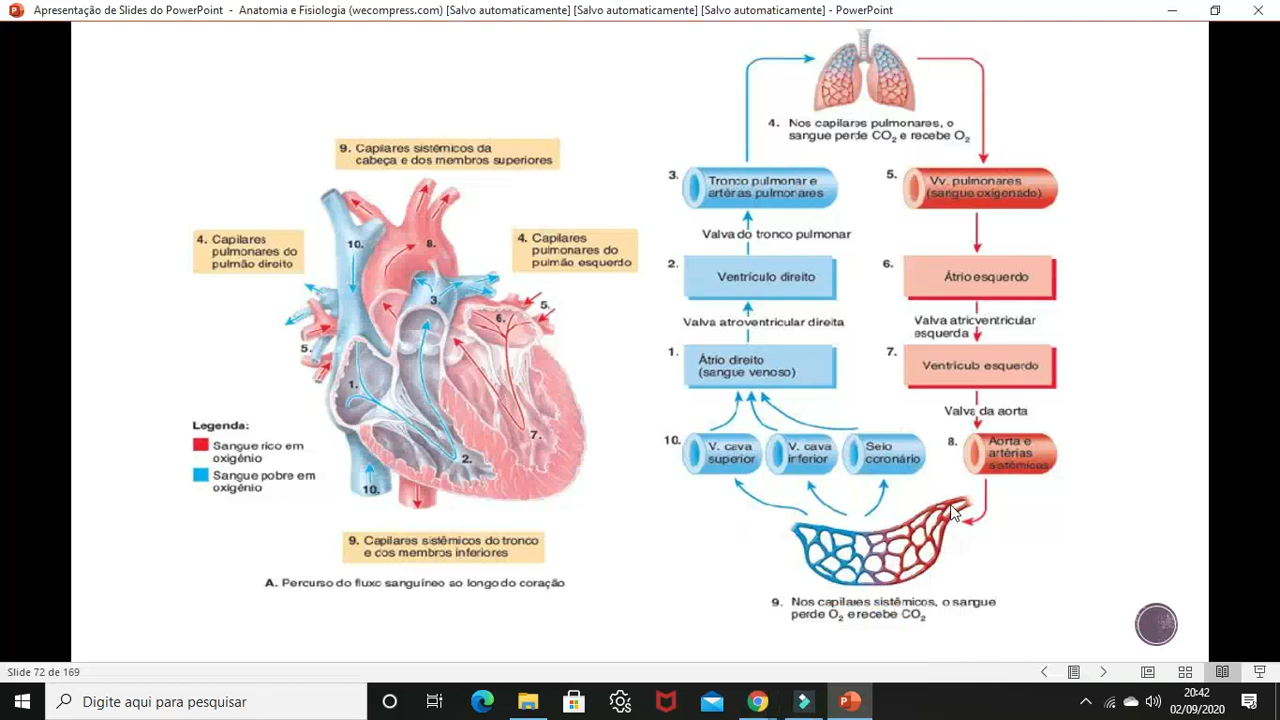 Apresentação de Slides do PowerPoint - Anatomia e Fisiologia (wecompress.com) [Salvo automaticamente] [Salvo automaticamente] [Salvo automaticamente] - PowerPoint
9. Capilares sistêmicos da
cabeça e dos membros superiores
4. Capilares
pulmonares do
pulmão direito
4. Capilares
pulmonares do
pulmão esquerdo
10.
8.
3.
5.
6.
5.
1.
7.
2.
10.
Legenda:
Sangue rico em
oxigênio
Sangue pobre em
oxigênio
9. Capilares sistêmicos do tronco
e dos membros inferiores
A. Percurso do fluxo sanguíneo ao longo do coração
4. Nos capilares pulmonares, o
sangue perde CO2 e recebe O2
3. Tronco pulmonar e
artérias pulmonares
Valva do tronco pulmonar
2. Ventrículo direito
Valva atroventricular direita
1. Átrio direito
(sangue venoso)
10. V. cava
superior
V. cava
inferior
Seio
coronário
5. Vv. pulmonares
(sangue oxigenado)
6. Átrio esquerdo
Valva atrioventricular
esquerda
7. Ventrículo esquerdo
Valva da aorta
8. Aorta e
artérias
sistêmicas
9. Nos capilares sistêmicos, o sangue
perde O2 e recebe CO2
Slide 72 de 169
Digite aqui para pesquisar
20:42
02/09/2020